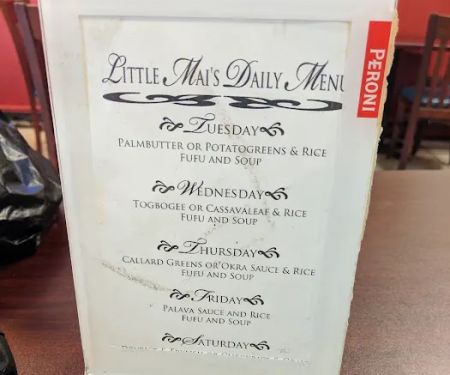 Little Mai's Daily Menu
PERONI
Tuesday
Palmbutter or Potatogreens & Rice
Fufu and Soup
Wednesday
Togbogee or Cassavaleaf & Rice
Fufu and Soup
Thursday
Callard Greens or Okra Sauce & Rice
Fufu and Soup
Friday
Palava Sauce and Rice
Fufu and Soup
Saturday